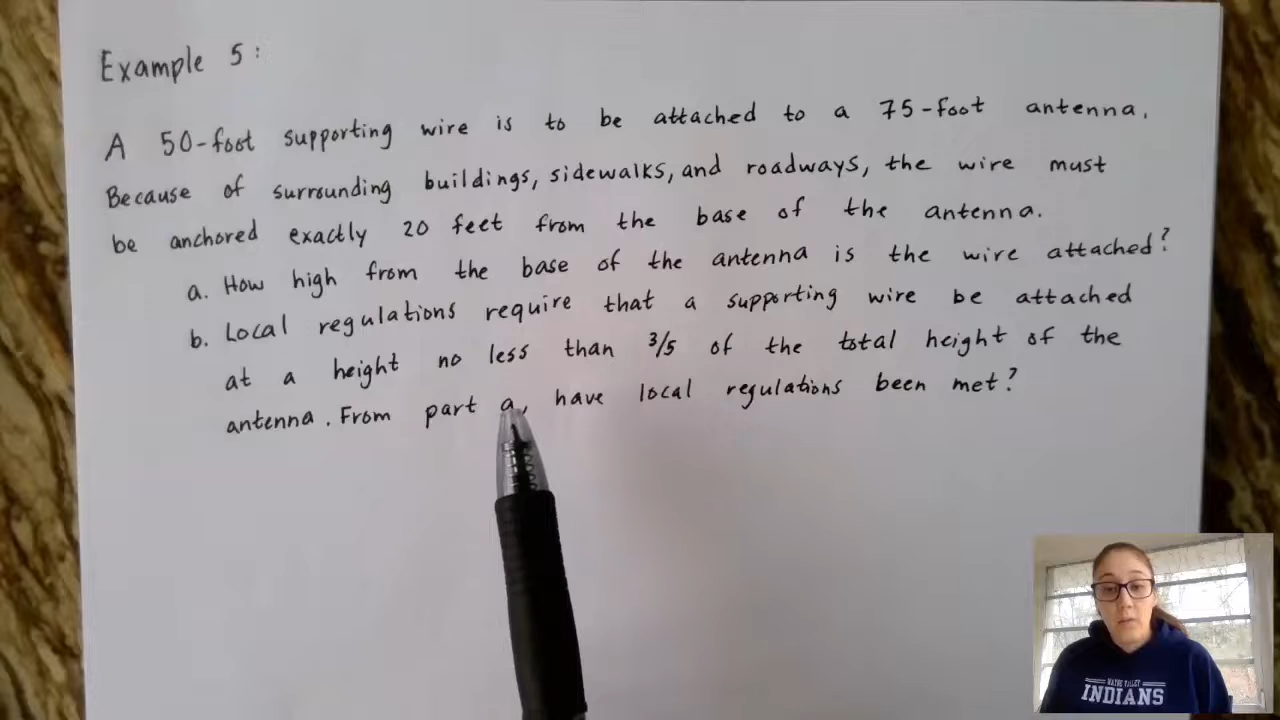 Example 5:
A 50-foot supporting wire is to be attached to a 75-foot antenna.
Because of surrounding buildings, sidewalks, and roadways, the wire must
be anchored exactly 20 feet from the base of the antenna.
a. How high from the base of the antenna is the wire attached?
b. Local regulations require that a supporting wire be attached
at a height no less than 3/5 of the total height of the
antenna. From part a, have local regulations been met?
WAYNE VALLEY
INDIANS